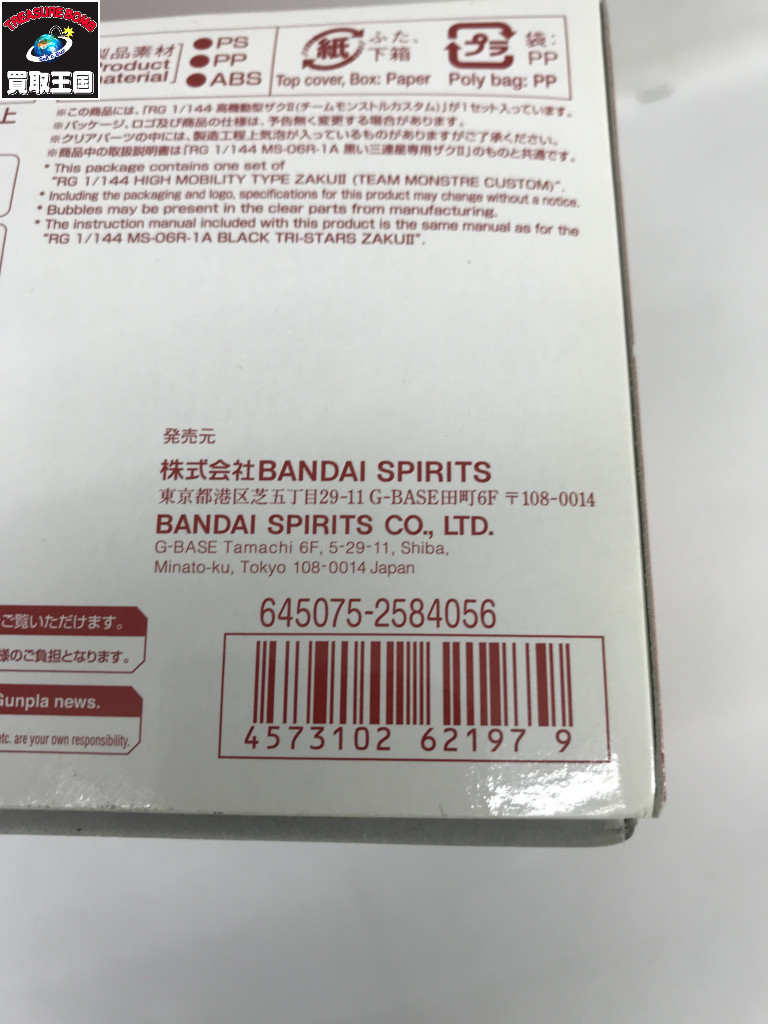 TREASURE BOMB
買取王国
製品素材
Product
material
●PS
●PP
●ABS
紙
ふた、
下箱
Top cover, Box: Paper
プラ
袋:
PP
Poly bag: PP
上
※この商品には、「RG 1/144 高機動型ザクⅡ(チームモンストルカスタム)」が1セット入っています。
※パッケージ、ロゴ及び商品の仕様は、予告無く変更する場合があります。
※クリアパーツの中には、製造工程上気泡が入っているものがありますがご了承ください。
※商品中の取扱説明書は「RG 1/144 MS-06R-1A 黒い三連星専用ザクⅡ」のものと共通です。
* This package contains one set of
"RG 1/144 HIGH MOBILITY TYPE ZAKUⅡ (TEAM MONSTRE CUSTOM)".
* Including the packaging and logo, specifications for this product may change without a notice.
* Bubbles may be present in the clear parts from manufacturing.
* The instruction manual included with this product is the same manual as for the
"RG 1/144 MS-06R-1A BLACK TRI-STARS ZAKUⅡ".
発売元
株式会社BANDAI SPIRITS
東京都港区芝五丁目29-11 G-BASE田町6F 〒108-0014
BANDAI SPIRITS CO., LTD.
G-BASE Tamachi 6F, 5-29-11, Shiba,
Minato-ku, Tokyo 108-0014 Japan
ご覧いただけます。
様のご負担となります。
Gunpla news.
etc. are your own responsibility.
645075-2584056
4573102 62197 9